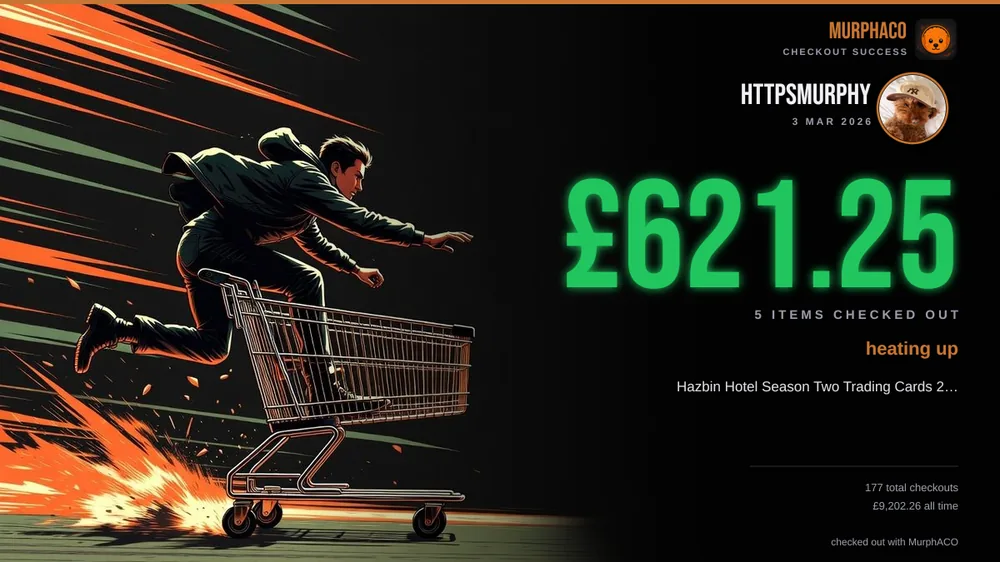 MURPHACO
CHECKOUT SUCCESS
HTTPSMURPHY
3 MAR 2026
£621.25
5 ITEMS CHECKED OUT
heating up
Hazbin Hotel Season Two Trading Cards 2…
177 total checkouts
£9,202.26 all time
checked out with MurphACO